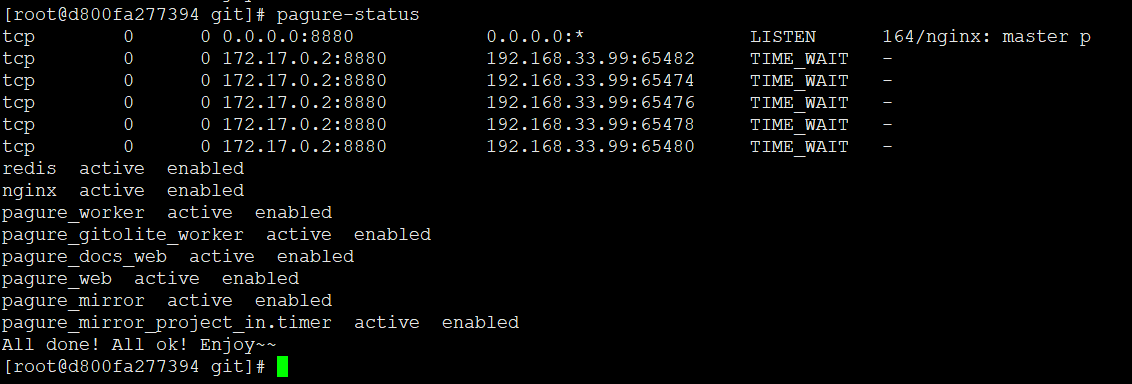 [root@d800fa277394 git]# pagure-status
tcp 0 0 0.0.0.0:8880 0.0.0.0:* LISTEN 164/nginx: master p
tcp 0 0 172.17.0.2:8880 192.168.33.99:65482 TIME_WAIT -
tcp 0 0 172.17.0.2:8880 192.168.33.99:65474 TIME_WAIT -
tcp 0 0 172.17.0.2:8880 192.168.33.99:65476 TIME_WAIT -
tcp 0 0 172.17.0.2:8880 192.168.33.99:65478 TIME_WAIT -
tcp 0 0 172.17.0.2:8880 192.168.33.99:65480 TIME_WAIT -
redis active enabled
nginx active enabled
pagure_worker active enabled
pagure_gitolite_worker active enabled
pagure_docs_web active enabled
pagure_web active enabled
pagure_mirror active enabled
pagure_mirror_project_in.timer active enabled
All done! All ok! Enjoy~~
[root@d800fa277394 git]#